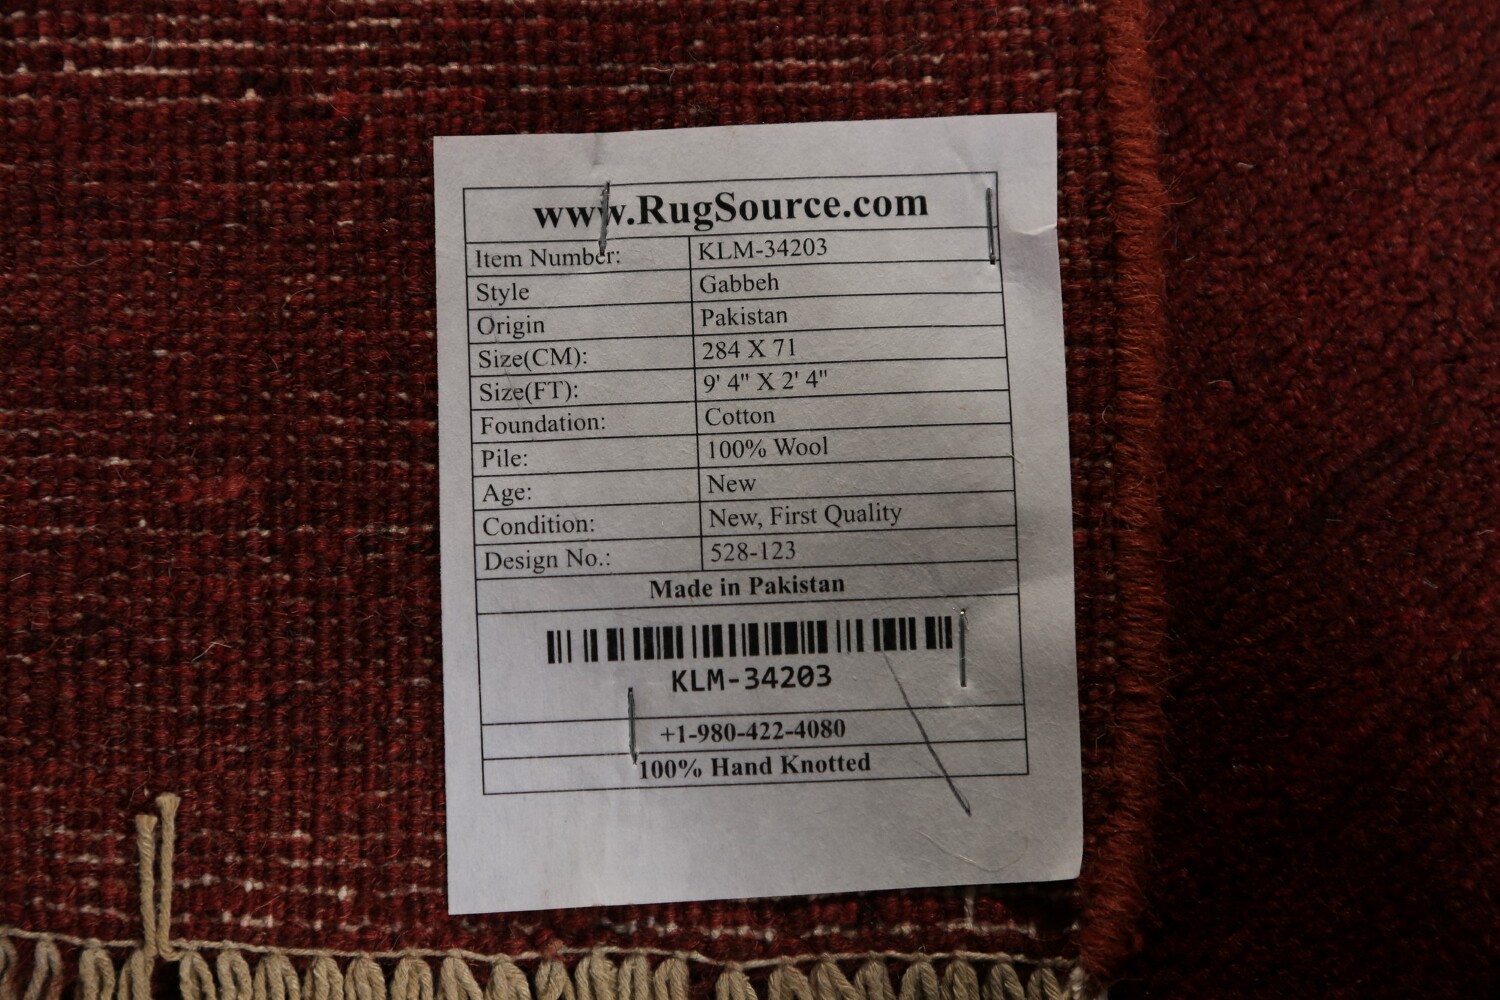 www.RugSource.com
Item Number: KLM-34203
Style Gabbeh
Origin Pakistan
Size(CM): 284 X 71
Size(FT): 9' 4" X 2' 4"
Foundation: Cotton
Pile: 100% Wool
Age: New
Condition: New, First Quality
Design No.: 528-123
Made in Pakistan
KLM-34203
+1-980-422-4080
100% Hand Knotted